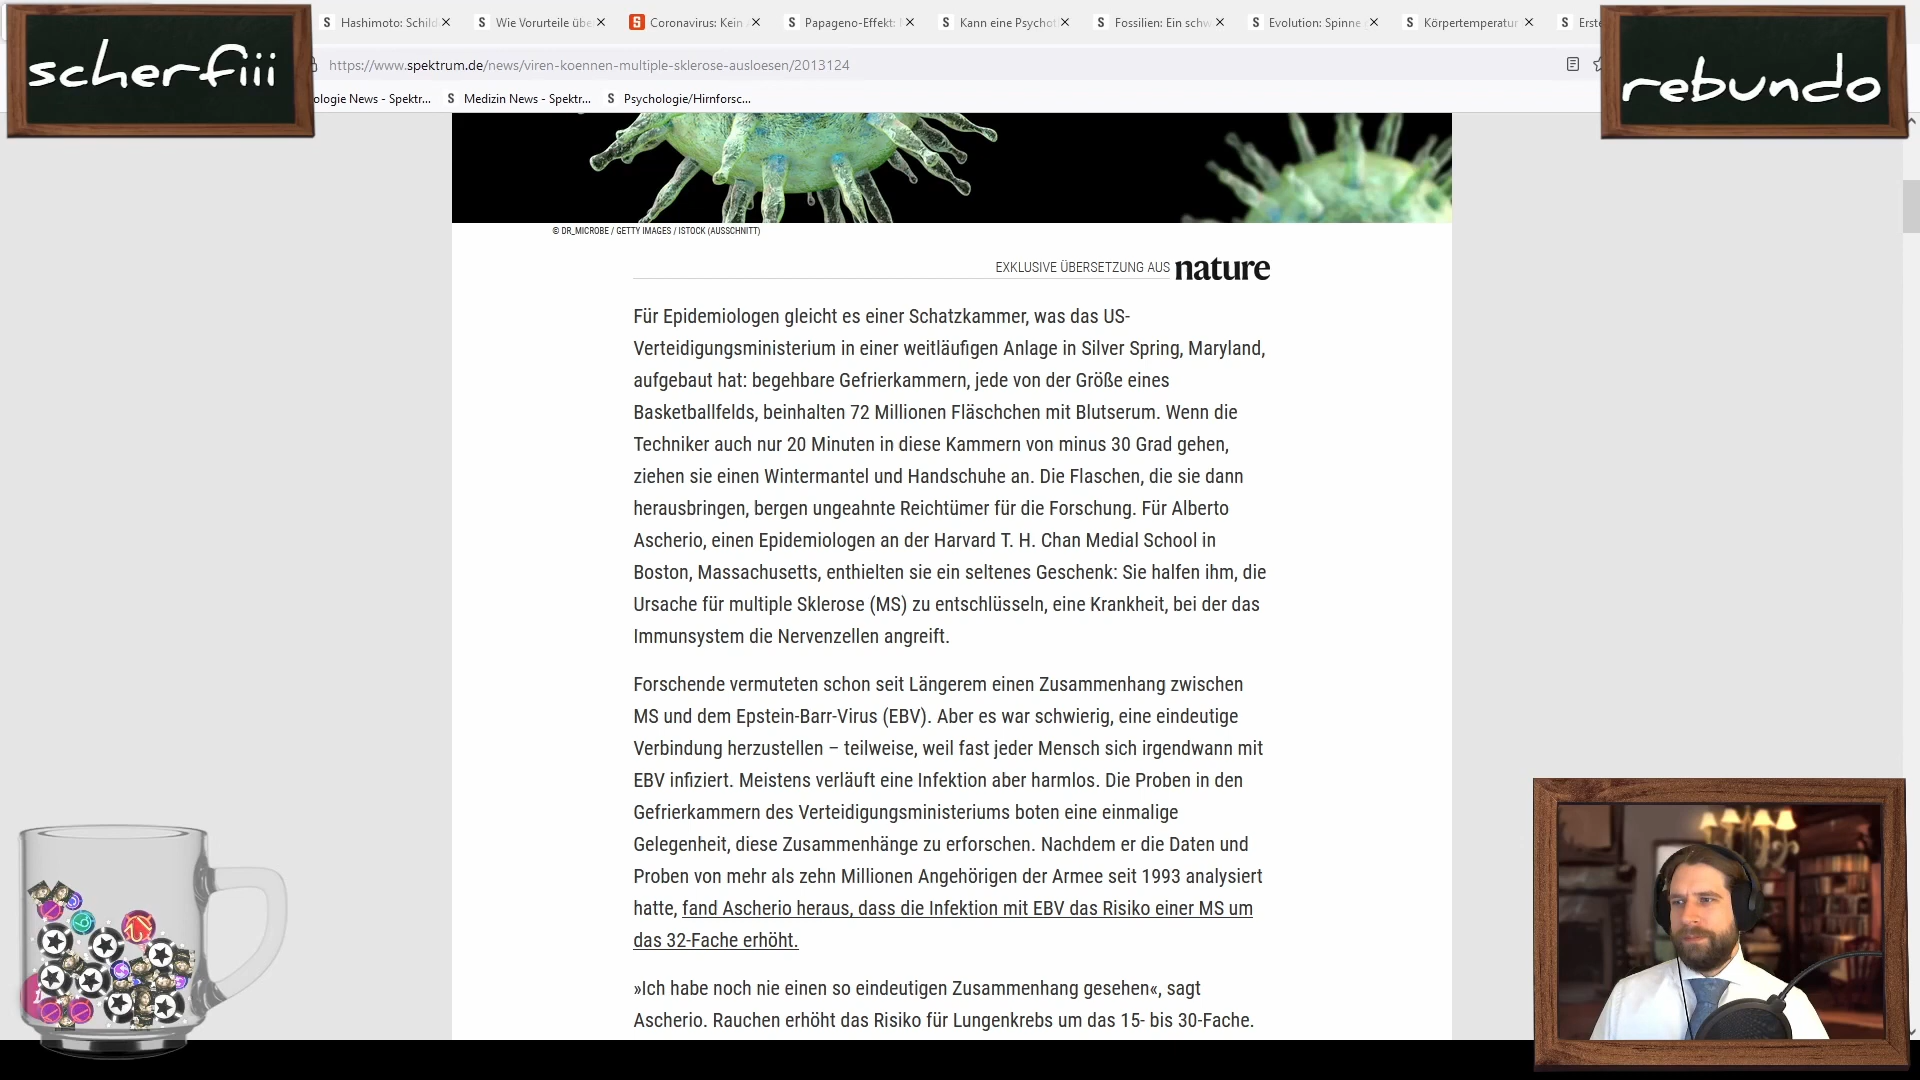 scherfiii
rebundo
Hashimoto: Schild
Wie Vorurteile übe
Coronavirus: Kein
Papageno-Effekt:
Kann eine Psychot
Fossilien: Ein schw
Evolution: Spinne
Körpertemperatur
Erste
https://www.spektrum.de/news/viren-koennen-multiple-sklerose-ausloesen/2013124
ologie News - Spektr...
Medizin News - Spektr...
Psychologie/Hirnforsc...
© DR_MICROBE / GETTY IMAGES / ISTOCK (AUSSCHNITT)
EXKLUSIVE ÜBERSETZUNG AUS nature
Für Epidemiologen gleicht es einer Schatzkammer, was das US-
Verteidigungsministerium in einer weitläufigen Anlage in Silver Spring, Maryland,
aufgebaut hat: begehbare Gefrierkammern, jede von der Größe eines
Basketballfelds, beinhalten 72 Millionen Fläschchen mit Blutserum. Wenn die
Techniker auch nur 20 Minuten in diese Kammern von minus 30 Grad gehen,
ziehen sie einen Wintermantel und Handschuhe an. Die Flaschen, die sie dann
herausbringen, bergen ungeahnte Reichtümer für die Forschung. Für Alberto
Ascherio, einen Epidemiologen an der Harvard T. H. Chan Medial School in
Boston, Massachusetts, enthielten sie ein seltenes Geschenk: Sie halfen ihm, die
Ursache für multiple Sklerose (MS) zu entschlüsseln, eine Krankheit, bei der das
Immunsystem die Nervenzellen angreift.
Forschende vermuteten schon seit Längerem einen Zusammenhang zwischen
MS und dem Epstein-Barr-Virus (EBV). Aber es war schwierig, eine eindeutige
Verbindung herzustellen – teilweise, weil fast jeder Mensch sich irgendwann mit
EBV infiziert. Meistens verläuft eine Infektion aber harmlos. Die Proben in den
Gefrierkammern des Verteidigungsministeriums boten eine einmalige
Gelegenheit, diese Zusammenhänge zu erforschen. Nachdem er die Daten und
Proben von mehr als zehn Millionen Angehörigen der Armee seit 1993 analysiert
hatte, fand Ascherio heraus, dass die Infektion mit EBV das Risiko einer MS um
das 32-Fache erhöht.
»Ich habe noch nie einen so eindeutigen Zusammenhang gesehen«, sagt
Ascherio. Rauchen erhöht das Risiko für Lungenkrebs um das 15- bis 30-Fache.